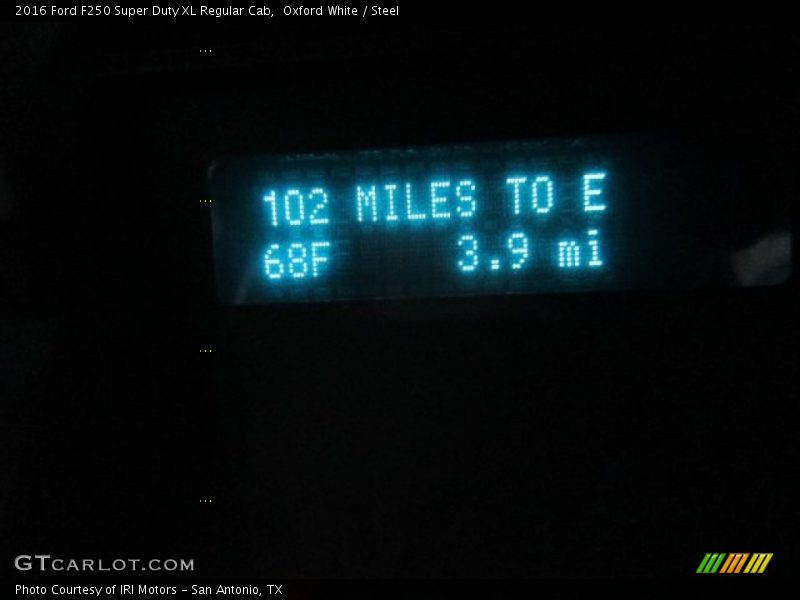 2016 Ford F250 Super Duty XL Regular Cab,  Oxford White / Steel
102 MILES TO E
68F 3.9 mi
GTCARLOT.COM
Photo Courtesy of IRI Motors - San Antonio, TX